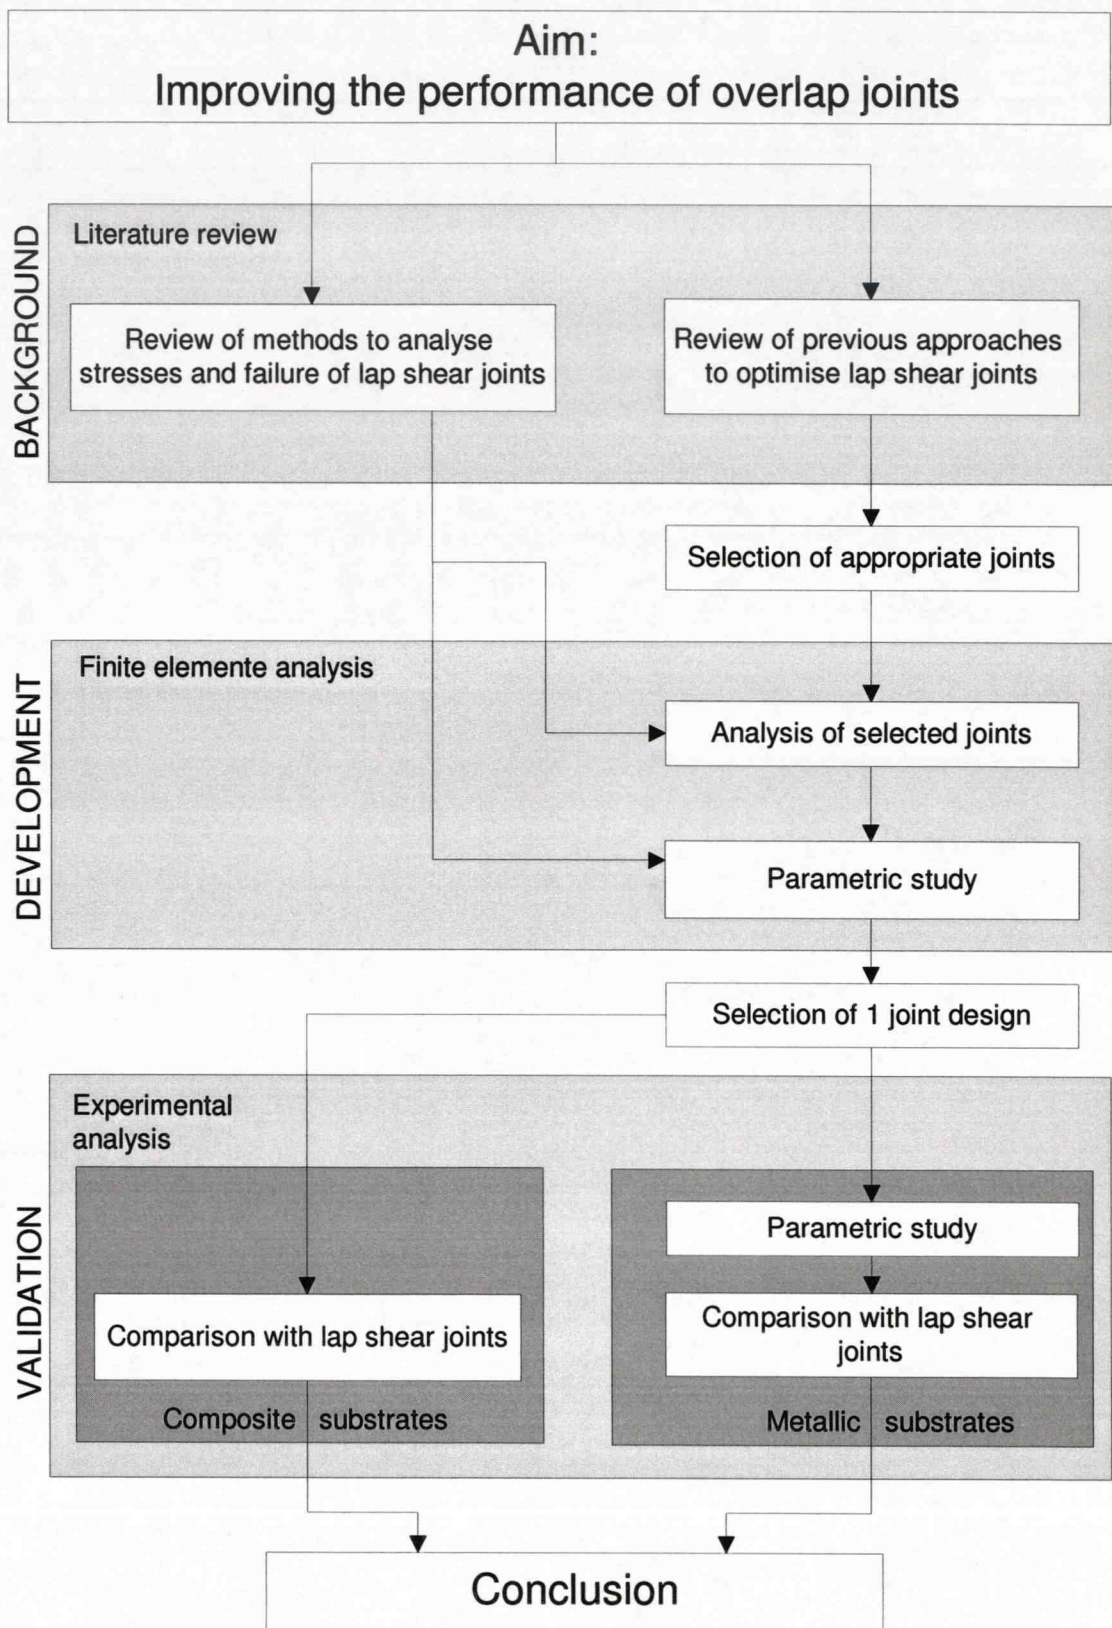 Aim:
Improving the performance of overlap joints
BACKGROUND
Literature review
Review of methods to analyse
stresses and failure of lap shear joints
Review of previous approaches
to optimise lap shear joints
Selection of appropriate joints
DEVELOPMENT
Finite elemente analysis
Analysis of selected joints
Parametric study
Selection of 1 joint design
VALIDATION
Experimental
analysis
Parametric study
Comparison with lap shear joints
Comparison with lap shear
joints
Composite substrates
Metallic substrates
Conclusion